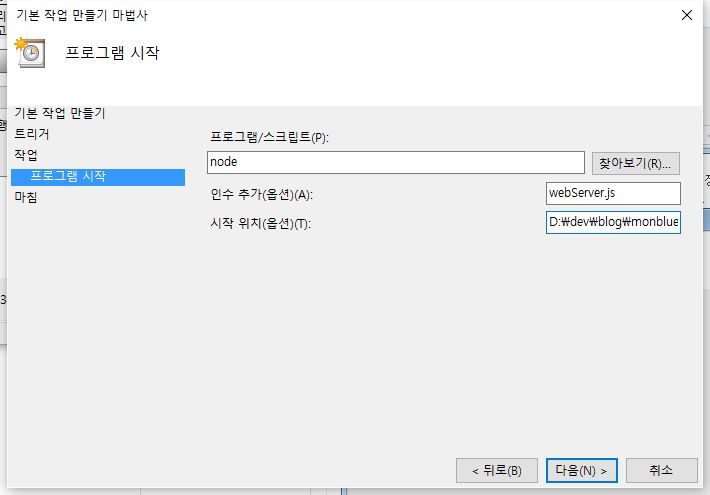 기본 작업 만들기 마법사
프로그램 시작
기본 작업 만들기
트리거
작업
프로그램 시작
마침
프로그램/스크립트(P):
node
찾아보기(R)...
인수 추가(옵션)(A):
webServer.js
시작 위치(옵션)(T):
D:\dev\blog\monblue
< 뒤로(B)
다음(N) >
취소